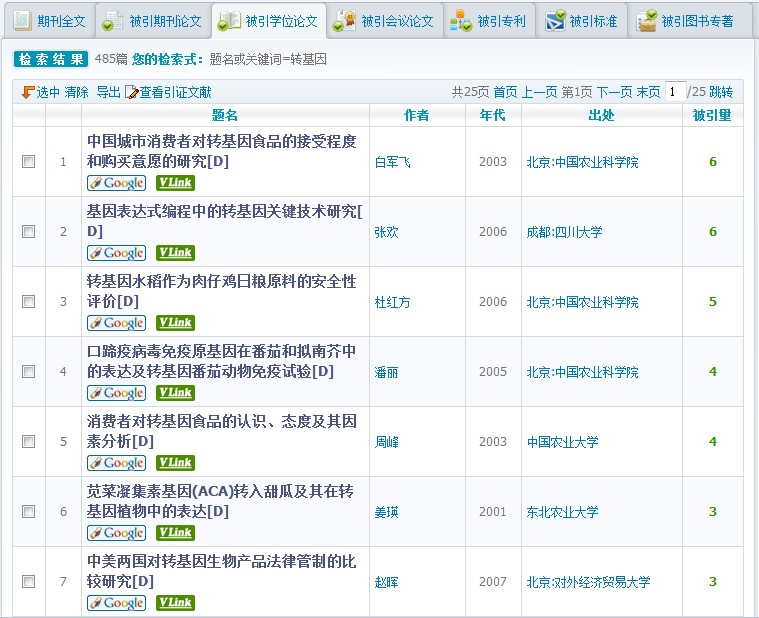 期刊全文 被引期刊论文 被引学位论文 被引会议论文 被引专利 被引标准 被引图书专著
检索结果 485篇 您的检索式：题名或关键词=转基因
选中 清除 导出 查看引证文献 共25页 首页 上一页 第1页 下一页 末页 1 /25 跳转
题名 作者 年代 出处 被引量
中国城市消费者对转基因食品的接受程度
1 和购买意愿的研究[D] 白军飞 2003 北京:中国农业科学院 6
Google VLink
基因表达式编程中的转基因关键技术研究[
2 D] 张欢 2006 成都:四川大学 6
Google VLink
转基因水稻作为肉仔鸡日粮原料的安全性
3 评价[D] 杜红方 2006 北京:中国农业科学院 5
Google VLink
口蹄疫病毒免疫原基因在番茄和拟南芥中
4 的表达及转基因番茄动物免疫试验[D] 潘丽 2005 北京:中国农业科学院 4
Google VLink
消费者对转基因食品的认识、态度及其因
5 素分析[D] 周峰 2003 中国农业大学 4
Google VLink
苋菜凝集素基因(ACA)转入甜瓜及其在转
6 基因植物中的表达[D] 姜瑛 2001 东北农业大学 3
Google VLink
中美两国对转基因生物产品法律管制的比
7 较研究[D] 赵晖 2007 北京:对外经济贸易大学 3
Google VLink